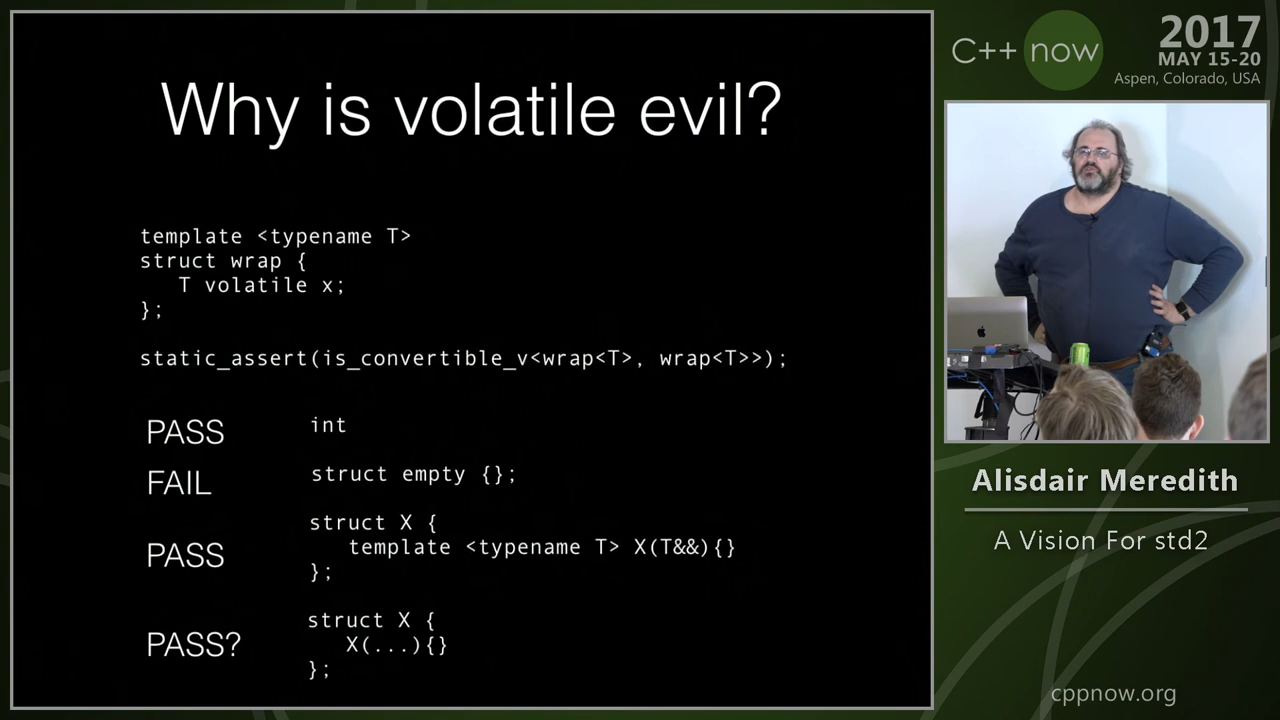 Why is volatile evil?
template <typename T>
struct wrap {
T volatile x;
};
static_assert(is_convertible_v<wrap<T>, wrap<T>>);
PASS int
FAIL struct empty {};
struct X {
PASS template <typename T> X(T&&){}
};
struct X {
PASS? X(...){}
};
C++ now
2017
MAY 15-20
Aspen, Colorado, USA
Alisdair Meredith
A Vision For std2
cppnow.org